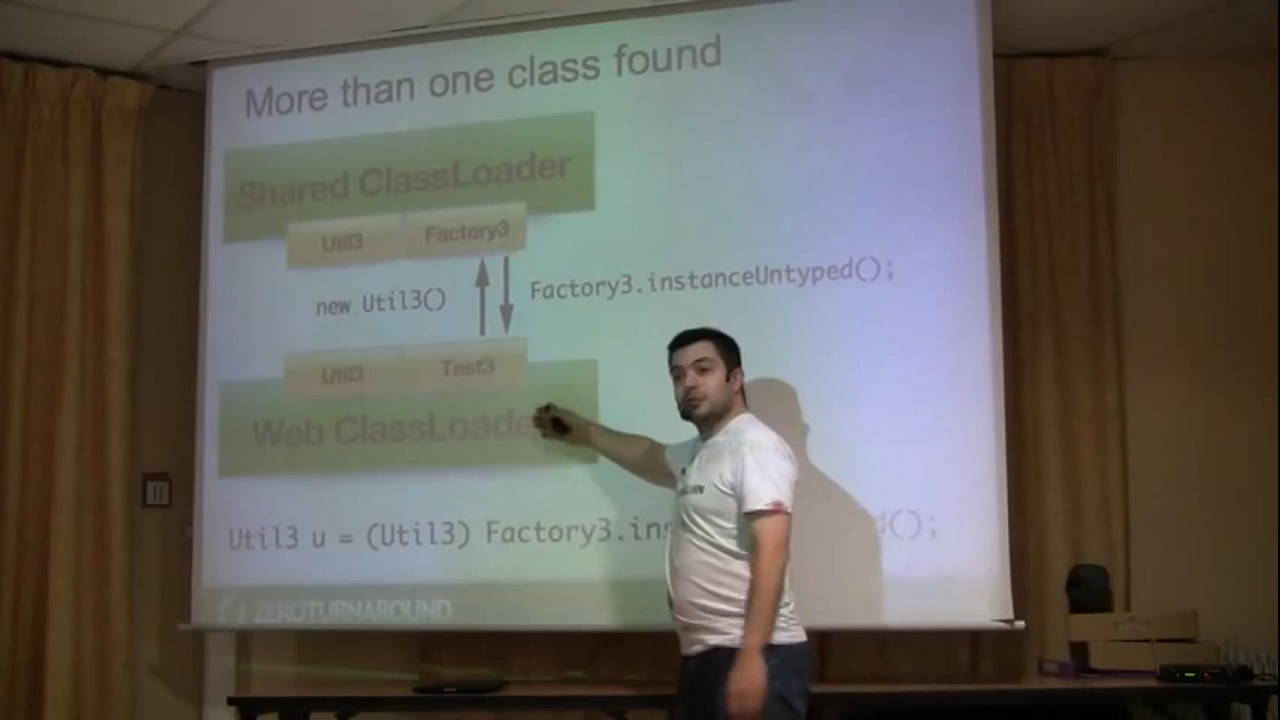 More than one class found
Shared ClassLoader
Util3 Factory3
new Util3() Factory3.instanceUntyped();
Util3 Test3
Web ClassLoade
Util3 u = (Util3) Factory3.ins d();
ZEROTURNAROUND